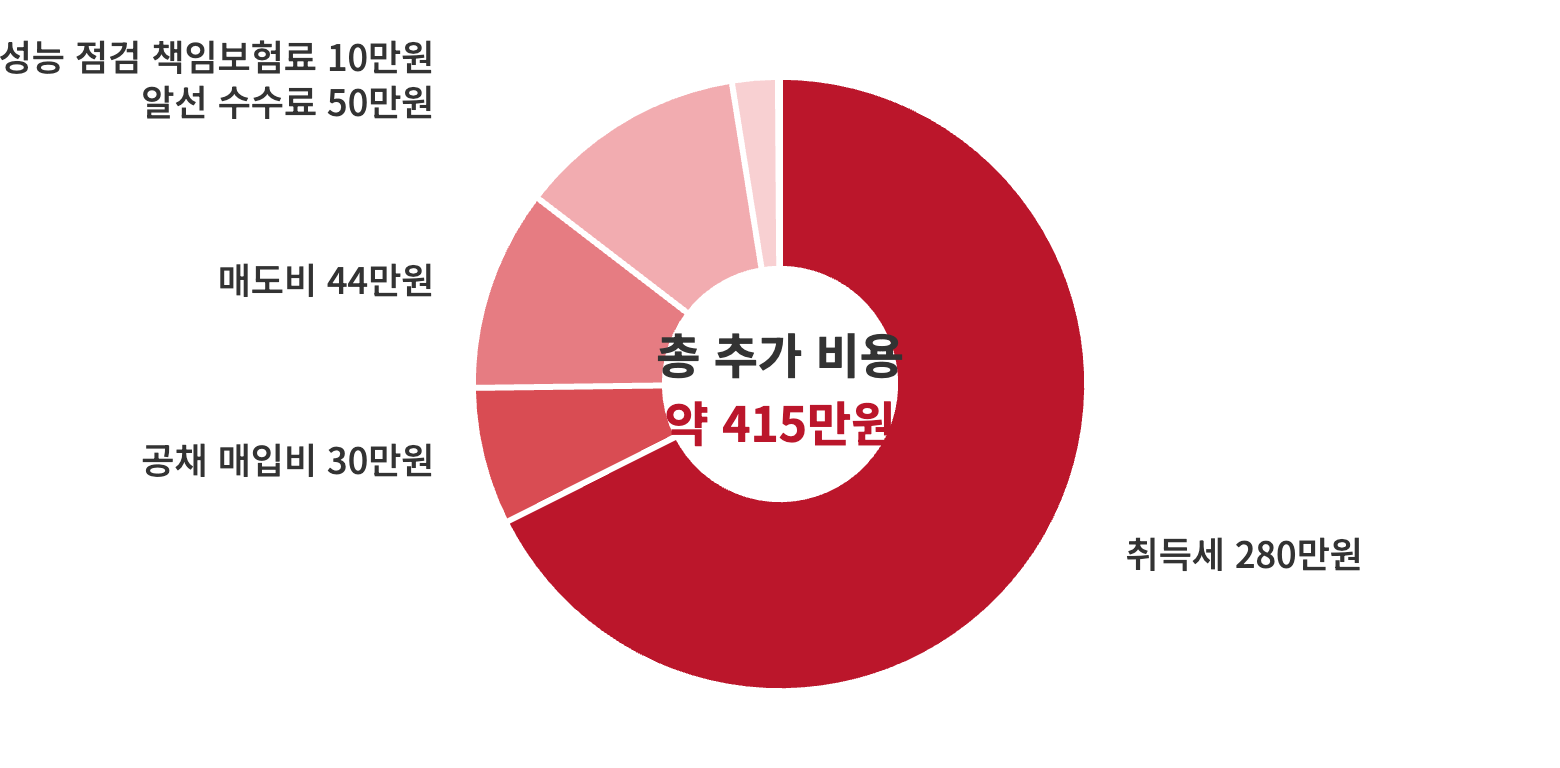 성능 점검 책임보험료 10만원
알선 수수료 50만원
매도비 44만원
공채 매입비 30만원
총 추가 비용
약 415만원
취득세 280만원